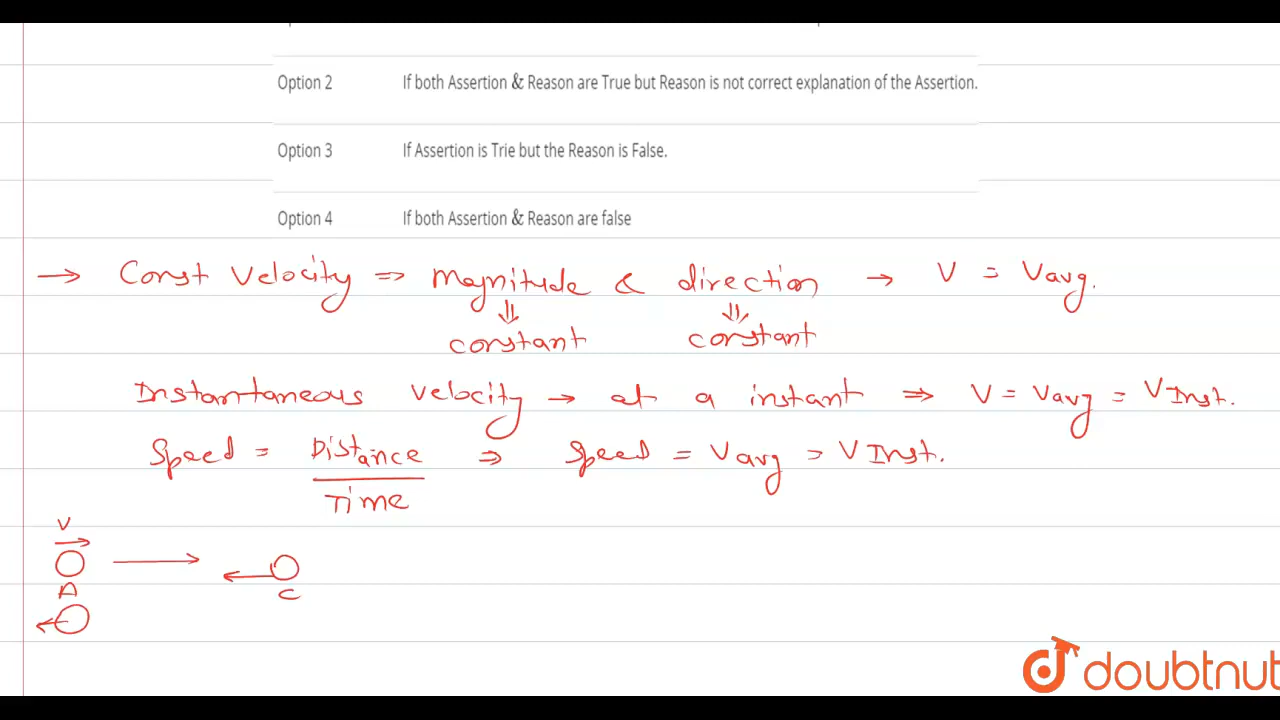 Option 2 If both Assertion & Reason are True but Reason is not correct explanation of the Assertion.
Option 3 If Assertion is Trie but the Reason is False.
Option 4 If both Assertion & Reason are false
→ Const Velocity => Magnitude & direction → V = Vavg.
⇓ ⇓
constant constant
Instantaneous Velocity → at a instant => V = Vavg = VInst.
Speed = Distance/Time => Speed = Vavg = VInst.
V
A
C
doubtnut